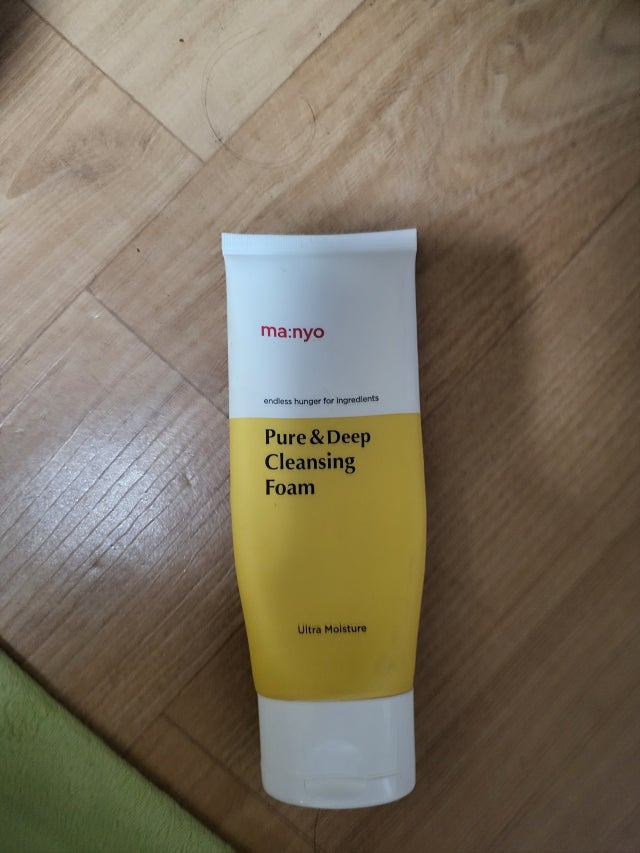 ma:nyo
endless hunger for ingredients
Pure & Deep
Cleansing
Foam
Ultra Moisture